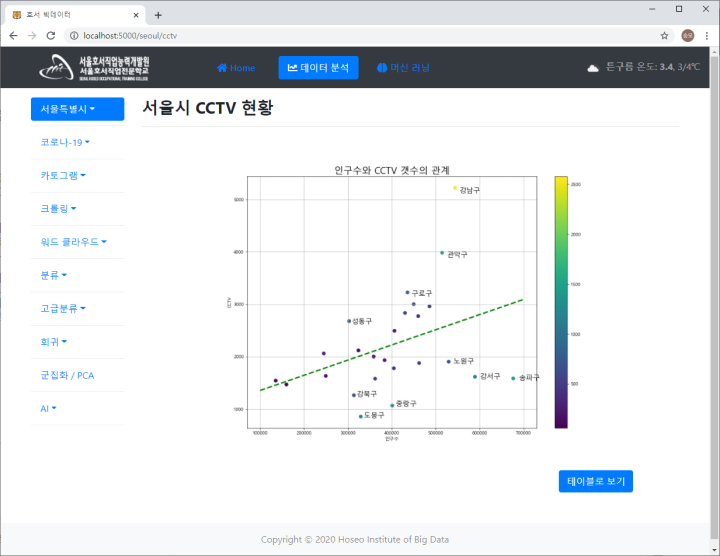 호서 빅데이터
localhost:5000/seoul/cctv
서울호서직업능력개발원
서울호서직업전문학교
Home
데이터 분석
머신 러닝
튼구름 온도: 3.4, 3/4℃
서울특별시
코로나-19
카토그램
크롤링
워드 클라우드
분류
고급분류
회귀
군집화 / PCA
AI
서울시 CCTV 현황
인구수와 CCTV 갯수의 관계
강남구
관악구
구로구
성동구
노원구
강서구
송파구
강북구
중랑구
도봉구
CCTV
5000
4000
3000
2000
1000
100000 200000 300000 400000 500000 600000 700000
인구수
2500
2000
1500
1000
500
테이블로 보기
Copyright © 2020 Hoseo Institute of Big Data